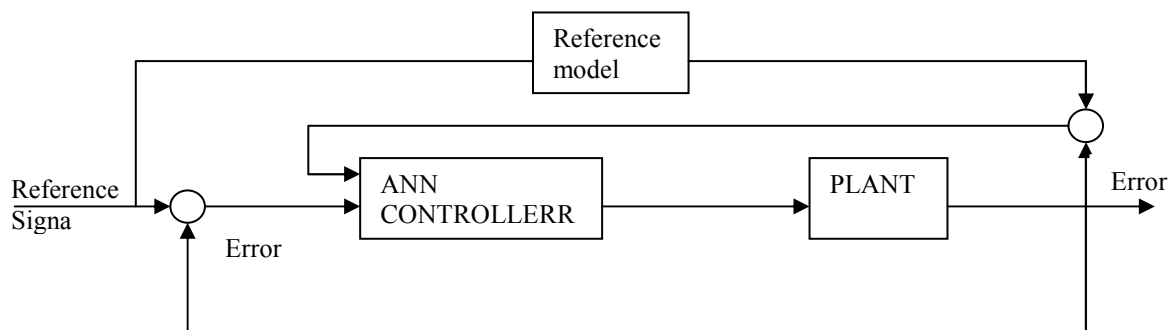 Reference
model
Reference
Signa
ANN
CONTROLLERR
PLANT
Error
Error